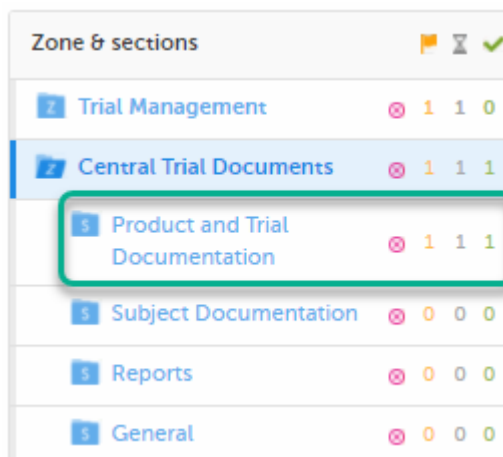 Zone & sections
Z Trial Management 1 1 0
Z Central Trial Documents 1 1 1
S Product and Trial
Documentation 1 1 1
S Subject Documentation 0 0 0
S Reports 0 0 0
S General 0 0 0